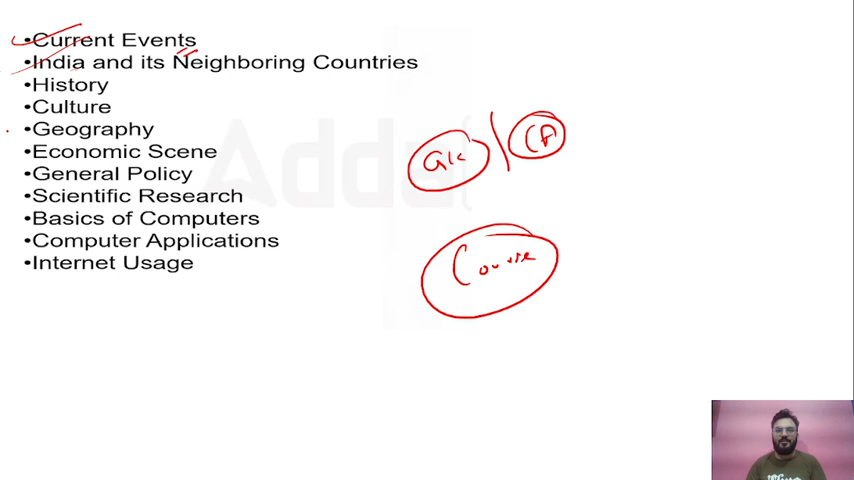 •Current Events
•India and its Neighboring Countries
•History
•Culture
•Geography
•Economic Scene
•General Policy
•Scientific Research
•Basics of Computers
•Computer Applications
•Internet Usage
GK | CA
Course
Adda